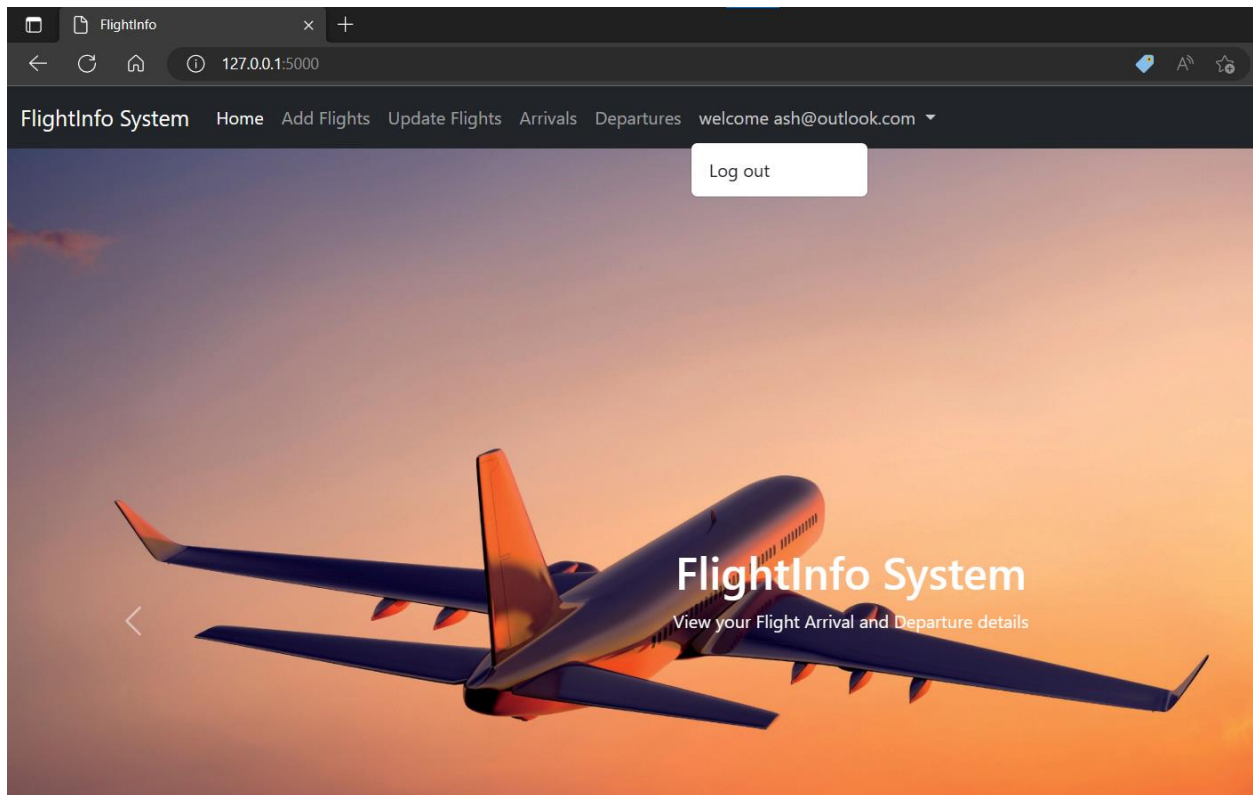 FlightInfo
127.0.0.1:5000
FlightInfo System Home Add Flights Update Flights Arrivals Departures welcome ash@outlook.com
Log out
FlightInfo System
View your Flight Arrival and Departure details